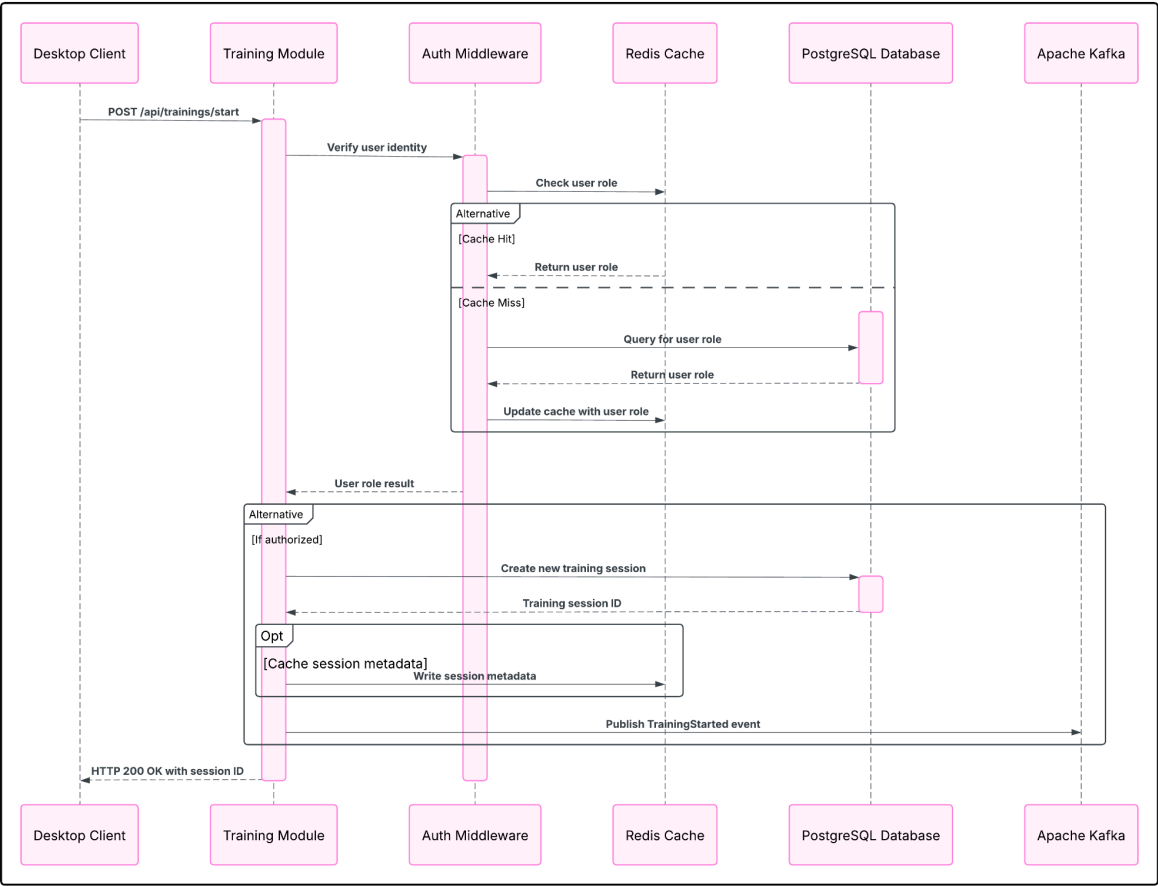 Desktop Client
Training Module
Auth Middleware
Redis Cache
PostgreSQL Database
Apache Kafka
POST /api/trainings/start
Verify user identity
Check user role
Alternative
[Cache Hit]
Return user role
[Cache Miss]
Query for user role
Return user role
Update cache with user role
User role result
Alternative
[If authorized]
Create new training session
Training session ID
Opt
[Cache session metadata]
Write session metadata
Publish TrainingStarted event
HTTP 200 OK with session ID
Desktop Client
Training Module
Auth Middleware
Redis Cache
PostgreSQL Database
Apache Kafka